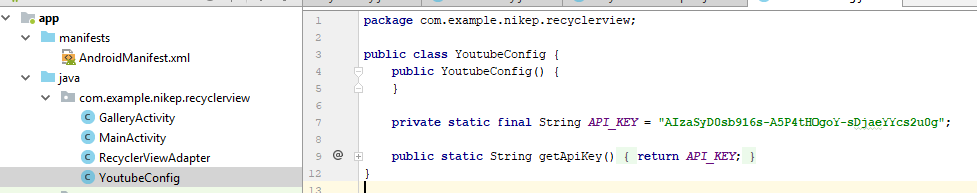 app
manifests
AndroidManifest.xml
java
com.example.nikep.recyclerview
GalleryActivity
MainActivity
RecyclerViewAdapter
YoutubeConfig
1 package com.example.nikep.recyclerview;
2
3 public class YoutubeConfig {
4 public YoutubeConfig() {
5 }
6
7 private static final String API_KEY = "AIzaSyD0sb916s-A5P4tHOgoY-sDjaeYYcs2u0g";
8
9 @ public static String getApiKey() { return API_KEY; }
12 }
13